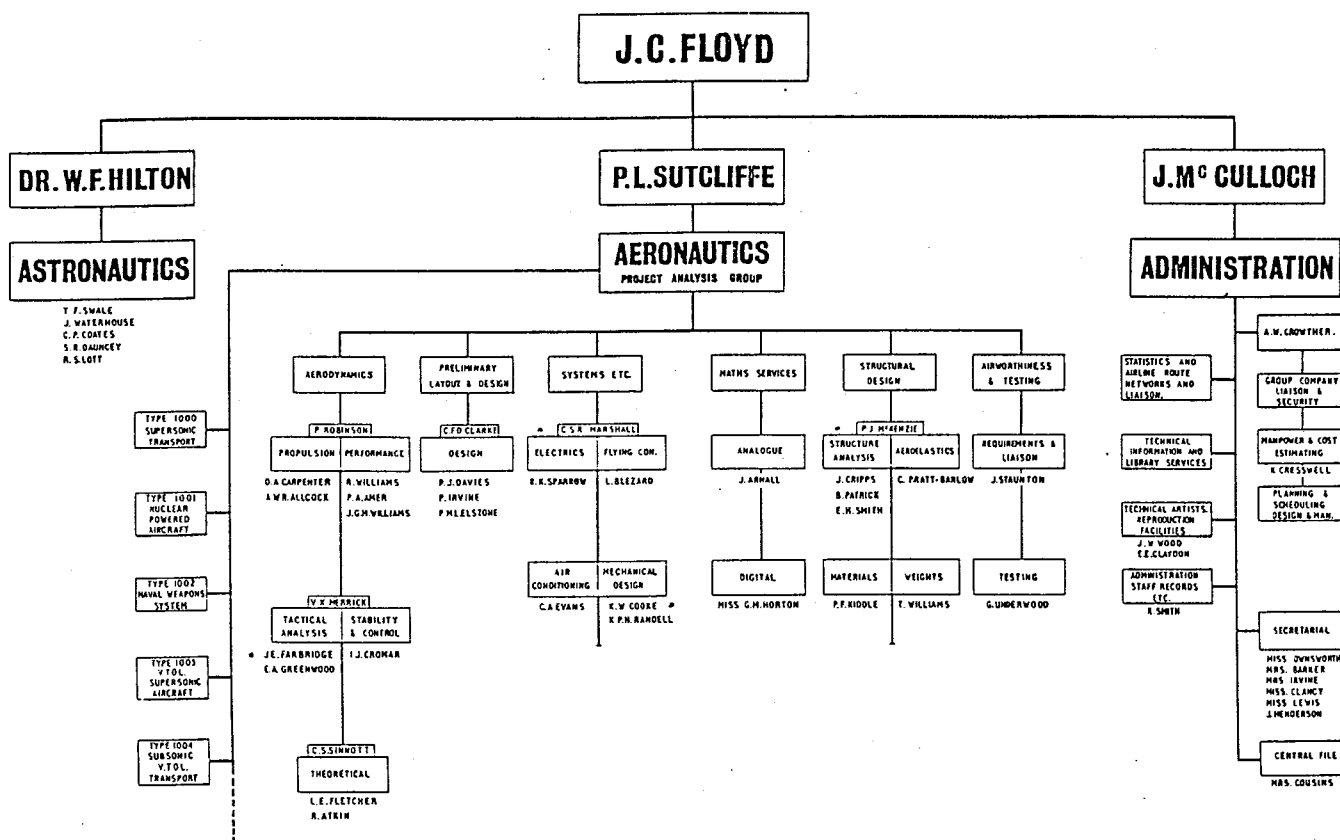 J.C.FLOYD
DR.W.F.HILTON
P.L.SUTCLIFFE
J.Mc CULLOCH
ASTRONAUTICS
T F.SWALE
J. WATERHOUSE
C. P. COATES
S. R. DAUNCEY
R. S. LOTT
AERONAUTICS
PROJECT ANALYSIS GROUP
ADMINISTRATION
TYPE 1000
SUPERSONIC
TRANSPORT
TYPE 1001
NUCLEAR
POWERED
AIRCRAFT
TYPE 1002
NAVAL WEAPONS
SYSTEM
TYPE 1003
V.TOL.
SUPERSONIC
AIRCRAFT
TYPE 1004
SUBSONIC
V.TOL.
TRANSPORT
AERODYNAMICS
P. ROBINSON
PROPULSION
PERFORMANCE
D. A CARPENTER
A W R. ALLCOCK
R. WILLIAMS
P. A. AMER
J. G. M. WILLIAMS
V X MERRICK
TACTICAL
ANALYSIS
STABILITY
& CONTROL
* J.E. FARBRIDGE
E. A. GREENWOOD
I. J. CROMAR
C.S.SINNOTT
THEORETICAL
L. E. FLETCHER
R. ATKIN
PRELIMINARY
LAYOUT & DESIGN
C.F.D CLARKE
DESIGN
P. J. DAVIES
P. IRVINE
P H L ELSTONE
SYSTEMS ETC.
* C.S.R. MARSHALL
ELECTRICS
FLYING CON.
R. K. SPARROW
L. BLEZARD
AIR
CONDITIONING
MECHANICAL
DESIGN
C.A EVANS
K. W COOKE *
K P.H. RANDELL
MATHS SERVICES
ANALOGUE
J. ARNALL
DIGITAL
MISS G.M. HORTON
STRUCTURAL
DESIGN
* P. J. McKENZIE
STRUCTURE
ANALYSIS
AEROELASTICS
J. CRIPPS
B. PATRICK
E. H. SMITH
C. PRATT-BARLOW
MATERIALS
WEIGHTS
P. F. KIDDLE
T. WILLIAMS
AIRWORTHINESS
& TESTING
REQUIREMENTS &
LIAISON
J. STAUNTON
TESTING
G. UNDERWOOD
STATISTICS AND
AIRLINE ROUTE
NETWORKS AND
LIAISON.
TECHNICAL
INFORMATION AND
LIBRARY SERVICES
TECHNICAL ARTISTS.
REPRODUCTION
FACILITIES
J. W WOOD
E.E. CLAYDON
ADMINISTRATION
STAFF RECORDS
ETC.
R. SMITH
A.W. CROWTHER.
GROUP COMPANY
LIAISON &
SECURITY
MANPOWER & COST
ESTIMATING
K CRESSWELL
PLANNING &
SCHEDULING
DESIGN & MAN.
SECRETARIAL
MISS OWNSWORTH
MRS. BARKER
MRS IRVINE
MISS. CLANCY
MISS LEWIS
J. HENDERSON
CENTRAL FILE
MRS. COUSINS